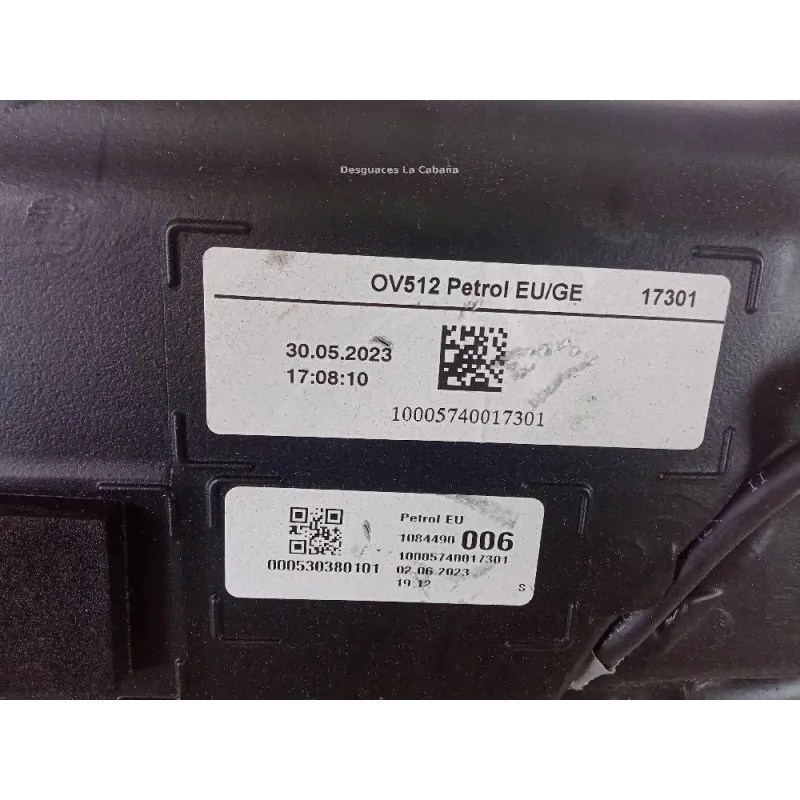 Desguaces La Cabaña
OV512 Petrol EU/GE 17301
30.05.2023
17:08:10
10005740017301
Petrol EU
1084490 006
10005740017301
000530380101 02.06.2023
19.12 S